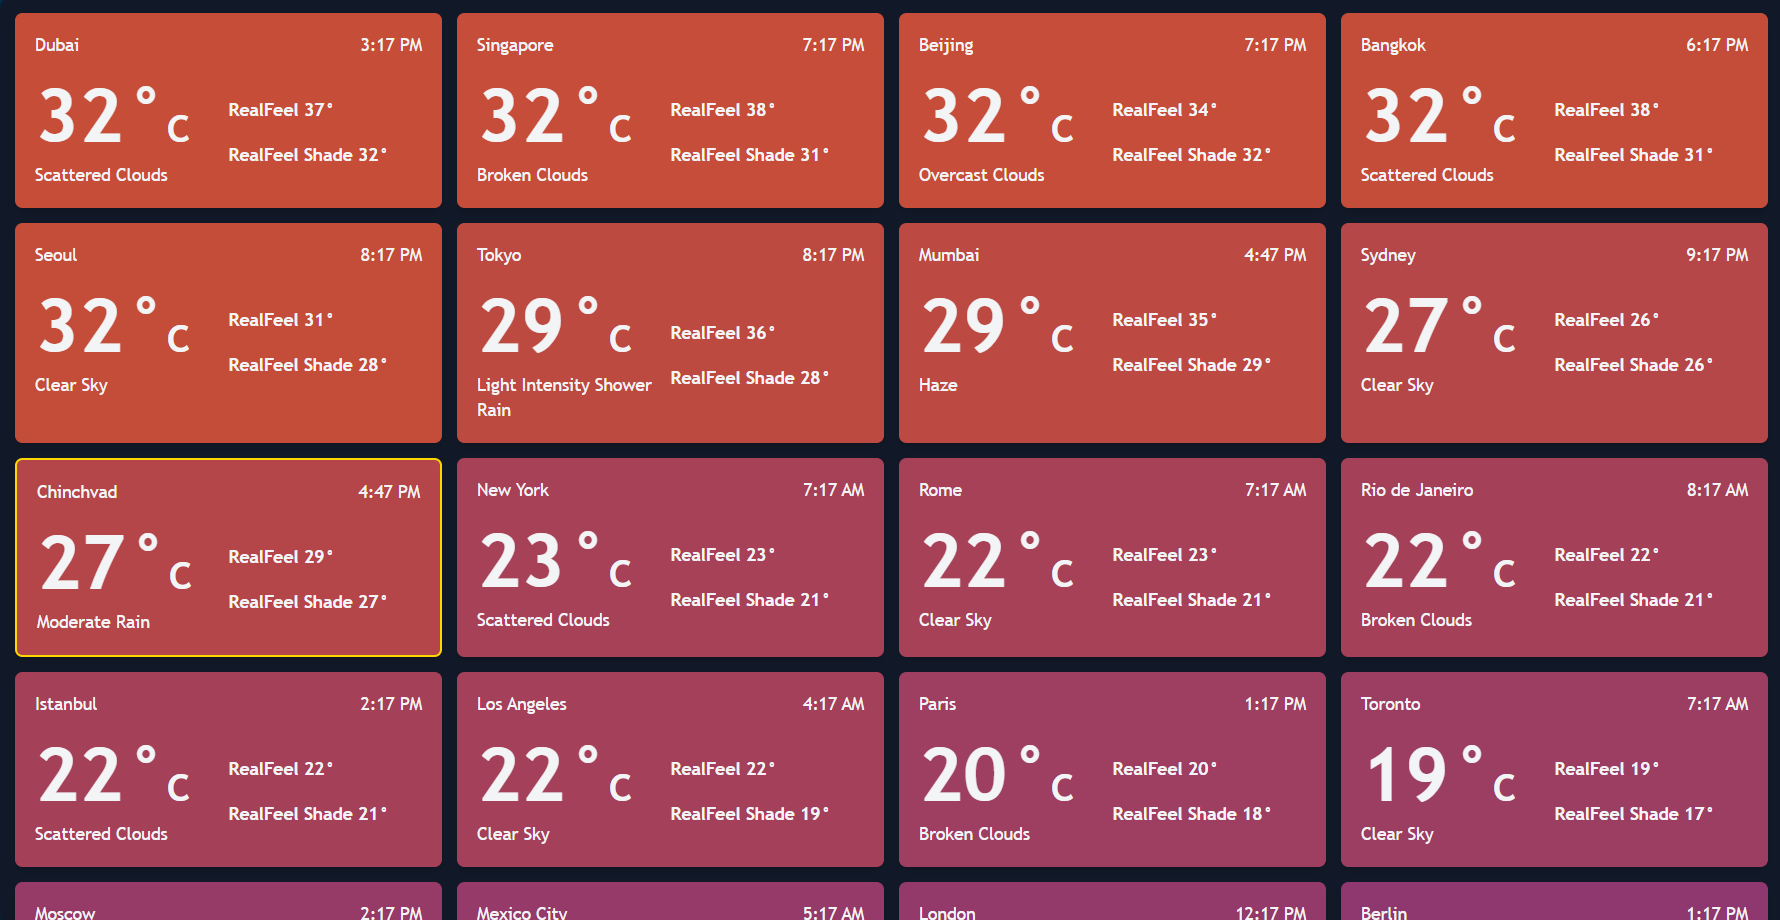 Dubai 3:17 PM
32°C
RealFeel 37°
RealFeel Shade 32°
Scattered Clouds
Singapore 7:17 PM
32°C
RealFeel 38°
RealFeel Shade 31°
Broken Clouds
Beijing 7:17 PM
32°C
RealFeel 34°
RealFeel Shade 32°
Overcast Clouds
Bangkok 6:17 PM
32°C
RealFeel 38°
RealFeel Shade 31°
Scattered Clouds
Seoul 8:17 PM
32°C
RealFeel 31°
RealFeel Shade 28°
Clear Sky
Tokyo 8:17 PM
29°C
RealFeel 36°
RealFeel Shade 28°
Light Intensity Shower
Rain
Mumbai 4:47 PM
29°C
RealFeel 35°
RealFeel Shade 29°
Haze
Sydney 9:17 PM
27°C
RealFeel 26°
RealFeel Shade 26°
Clear Sky
Chinchvad 4:47 PM
27°C
RealFeel 29°
RealFeel Shade 27°
Moderate Rain
New York 7:17 AM
23°C
RealFeel 23°
RealFeel Shade 21°
Scattered Clouds
Rome 7:17 AM
22°C
RealFeel 23°
RealFeel Shade 21°
Clear Sky
Rio de Janeiro 8:17 AM
22°C
RealFeel 22°
RealFeel Shade 21°
Broken Clouds
Istanbul 2:17 PM
22°C
RealFeel 22°
RealFeel Shade 21°
Scattered Clouds
Los Angeles 4:17 AM
22°C
RealFeel 22°
RealFeel Shade 19°
Clear Sky
Paris 1:17 PM
20°C
RealFeel 20°
RealFeel Shade 18°
Broken Clouds
Toronto 7:17 AM
19°C
RealFeel 19°
RealFeel Shade 17°
Clear Sky
Moscow 2:17 PM
Mexico City 5:17 AM
London 12:17 PM
Berlin 1:17 PM